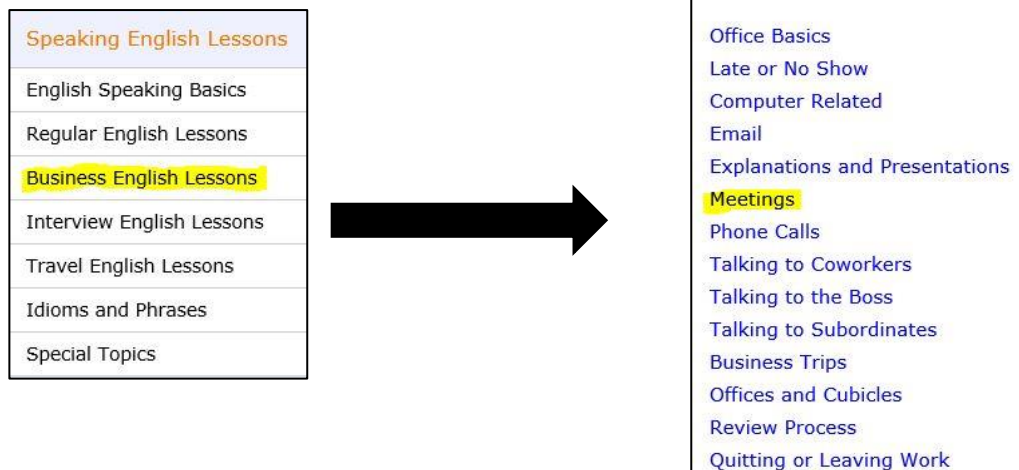 Speaking English Lessons
English Speaking Basics
Regular English Lessons
Business English Lessons
Interview English Lessons
Travel English Lessons
Idioms and Phrases
Special Topics
Office Basics
Late or No Show
Computer Related
Email
Explanations and Presentations
Meetings
Phone Calls
Talking to Coworkers
Talking to the Boss
Talking to Subordinates
Business Trips
Offices and Cubicles
Review Process
Quitting or Leaving Work